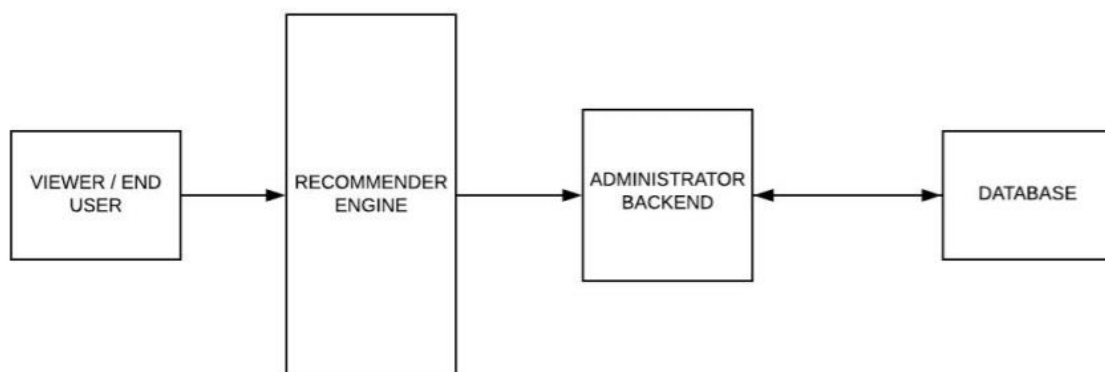 VIEWER / END
USER
RECOMMENDER
ENGINE
ADMINISTRATOR
BACKEND
DATABASE